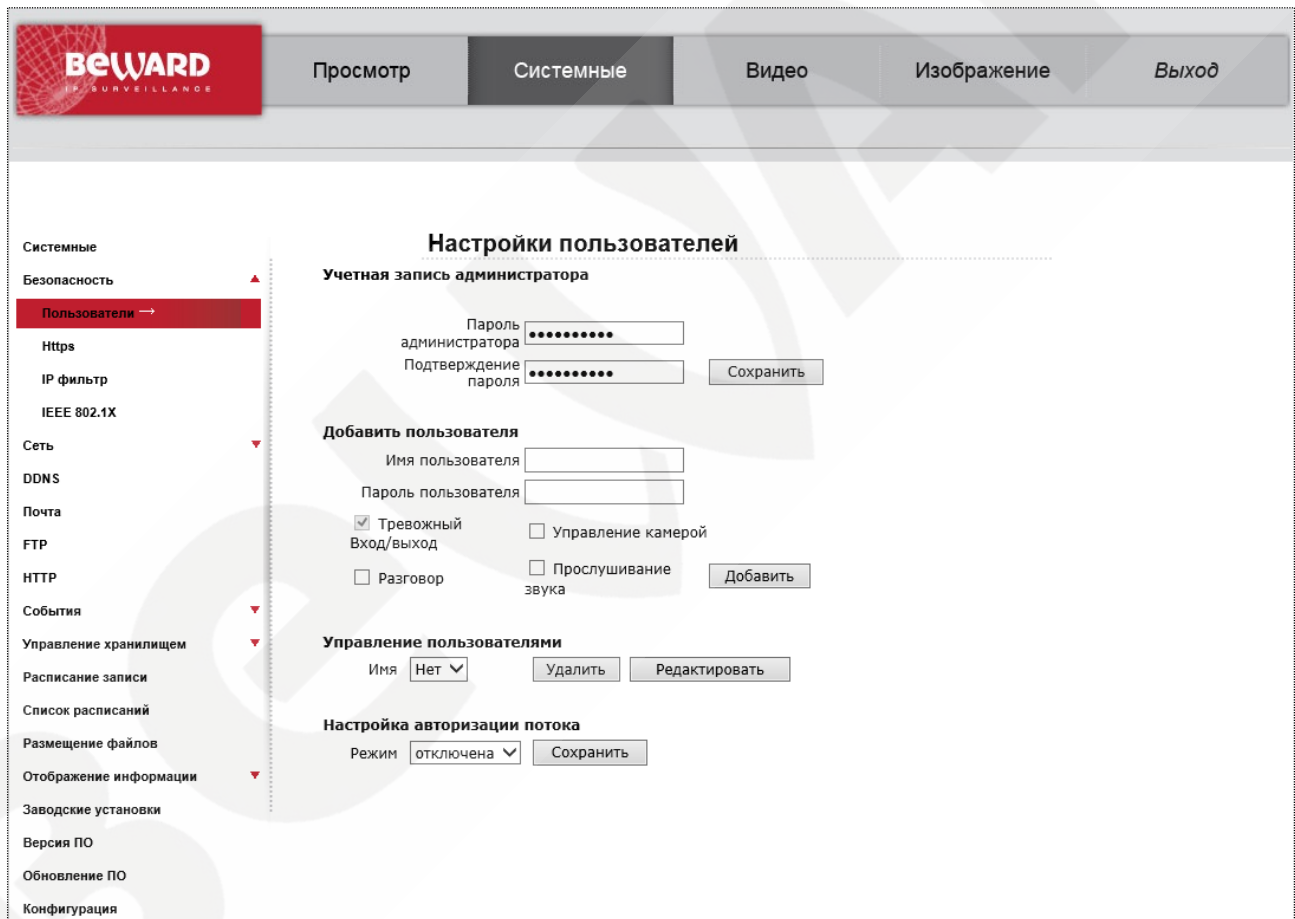 BEWARD
IP SURVEILLANCE
Просмотр
Системные
Видео
Изображение
Выход
Системные
Безопасность
Пользователи →
Https
IP фильтр
IEEE 802.1X
Сеть
DDNS
Почта
FTP
HTTP
События
Управление хранилищем
Расписание записи
Список расписаний
Размещение файлов
Отображение информации
Заводские установки
Версия ПО
Обновление ПО
Конфигурация
Настройки пользователей
Учетная запись администратора
Пароль
администратора
••••••••••
Подтверждение
пароля
••••••••••
Сохранить
Добавить пользователя
Имя пользователя
Пароль пользователя
Тревожный
Вход/выход
Управление камерой
Разговор
Прослушивание
звука
Добавить
Управление пользователями
Имя Нет Удалить Редактировать
Настройка авторизации потока
Режим отключена Сохранить